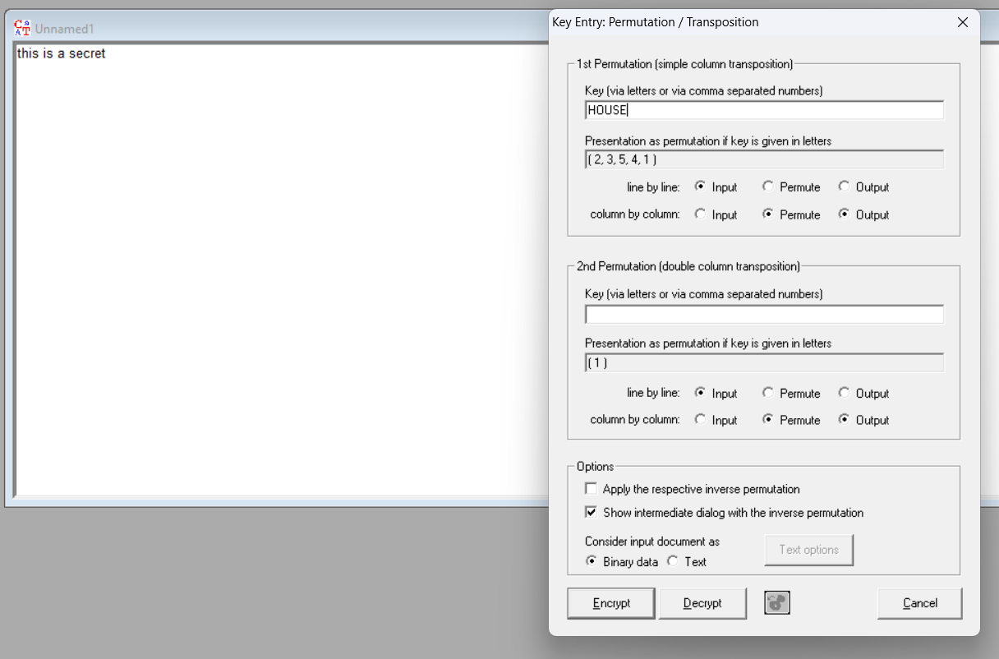 CaAT Unnamed1
this is a secret
Key Entry: Permutation / Transposition
1st Permutation (simple column transposition)
Key (via letters or via comma separated numbers)
HOUSE
Presentation as permutation if key is given in letters
( 2, 3, 5, 4, 1 )
line by line: Input Permute Output
column by column: Input Permute Output
2nd Permutation (double column transposition)
Key (via letters or via comma separated numbers)
Presentation as permutation if key is given in letters
( 1 )
line by line: Input Permute Output
column by column: Input Permute Output
Options
Apply the respective inverse permutation
Show intermediate dialog with the inverse permutation
Consider input document as
Text options
Binary data Text
Encrypt Decrypt Cancel